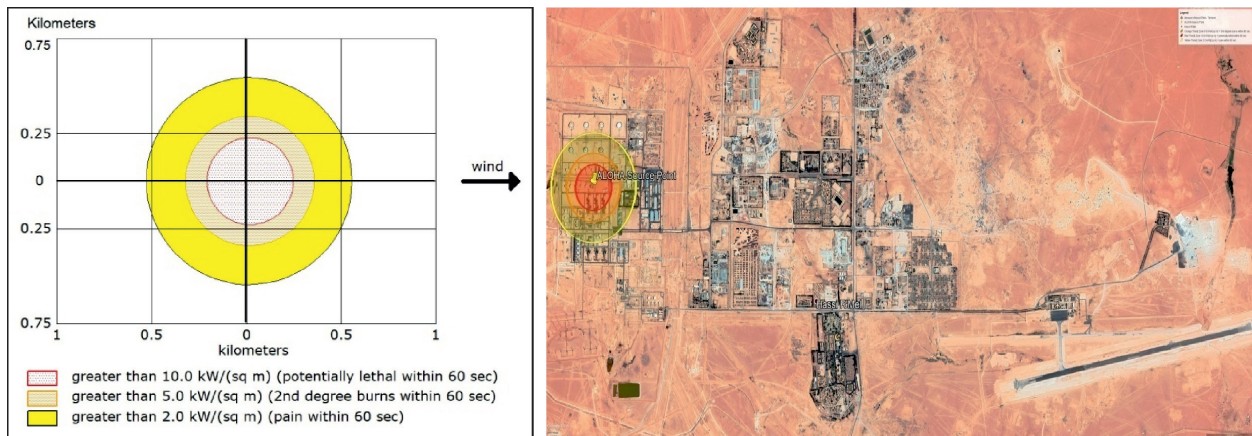 Kilometers
0.75
0.25
0
0.25
0.75
1
0.5
0
0.5
1
kilometers
wind
greater than 10.0 kW/(sq m) (potentially lethal within 60 sec)
greater than 5.0 kW/(sq m) (2nd degree burns within 60 sec)
greater than 2.0 kW/(sq m) (pain within 60 sec)
ALOHA Source Point